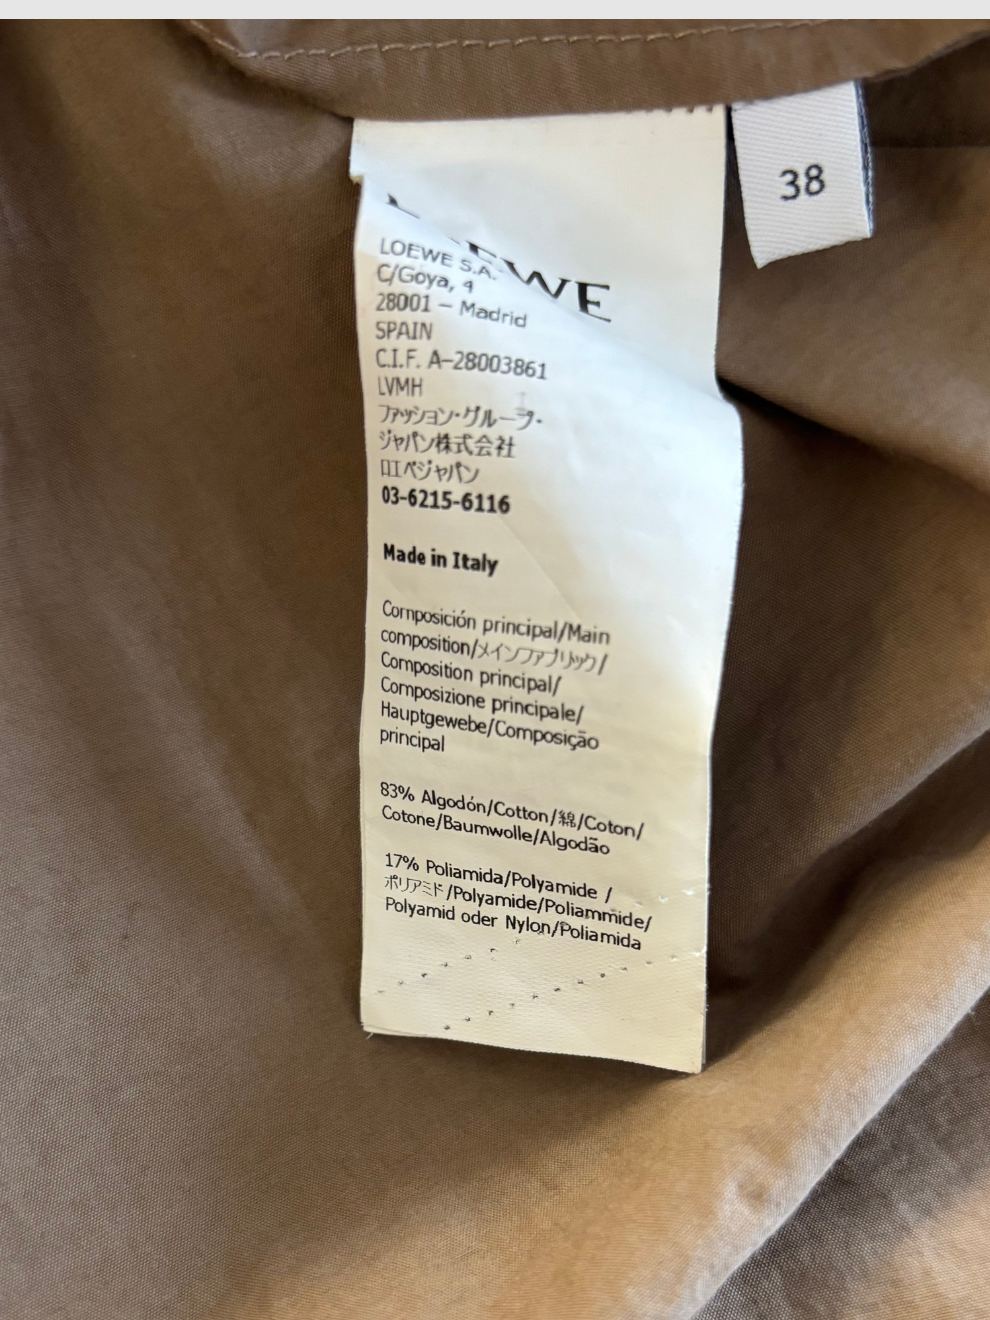 LOEWE
38
LOEWE S.A.
C/Goya, 4
28001 – Madrid
SPAIN
C.I.F. A-28003861
LVMH
ファッション・グループ・
ジャパン株式会社
ロエベジャパン
03-6215-6116
Made in Italy
Composición principal/Main
composition/メインファブリック/
Composition principal/
Composizione principale/
Hauptgewebe/Composição
principal
83% Algodón/Cotton/綿/Coton/
Cotone/Baumwolle/Algodão
17% Poliamida/Polyamide /
ポリアミド/Polyamide/Poliammide/
Polyamid oder Nylon/Poliamida